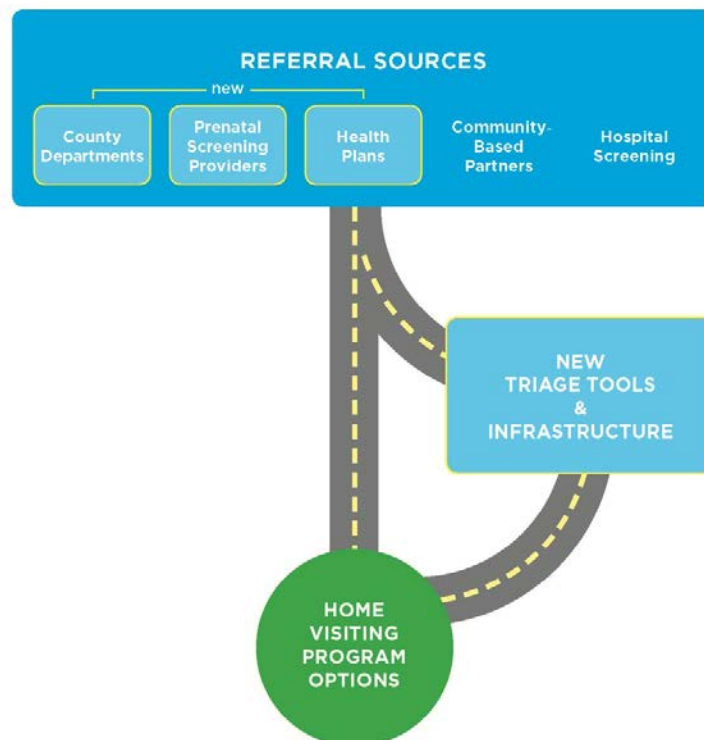 REFERRAL SOURCES
new
County
Departments
Prenatal
Screening
Providers
Health
Plans
Community-
Based
Partners
Hospital
Screening
NEW
TRIAGE TOOLS
&
INFRASTRUCTURE
HOME
VISITING
PROGRAM
OPTIONS